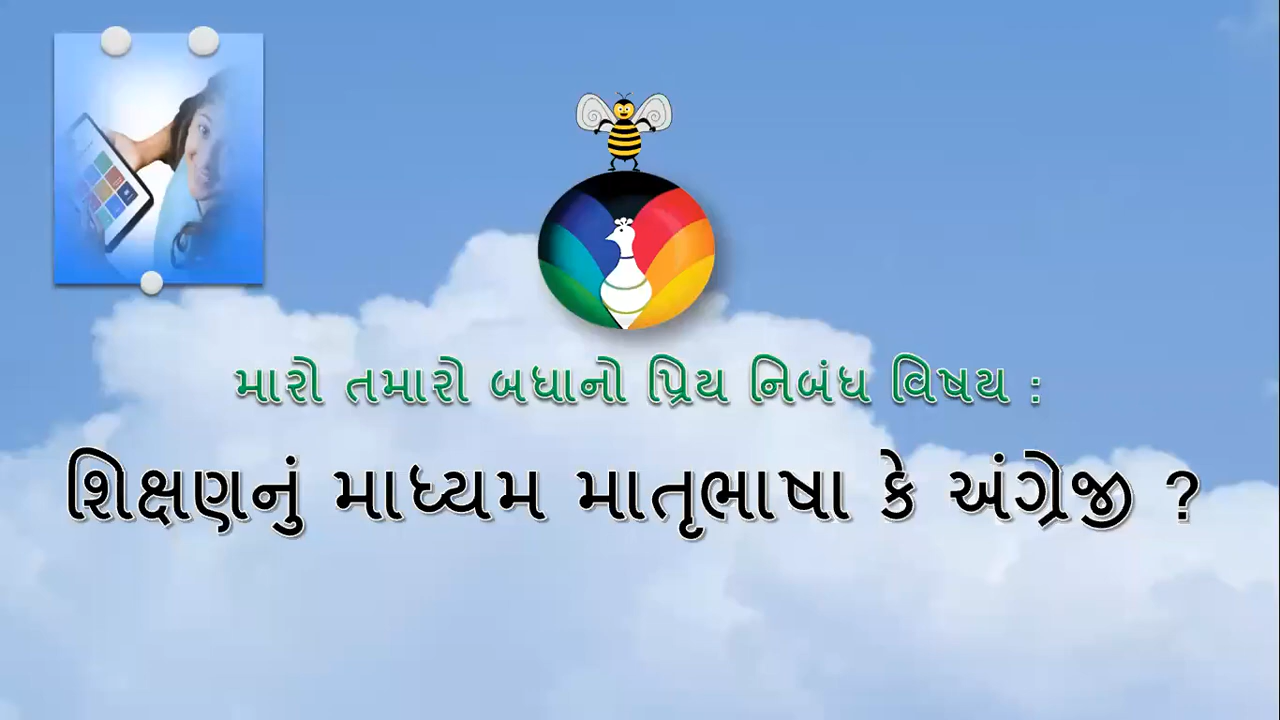 મારો તમારો બધાનો પ્રિય નિબંધ વિષય :
શિક્ષણનું માધ્યમ માતૃભાષા કે અંગ્રેજી ?